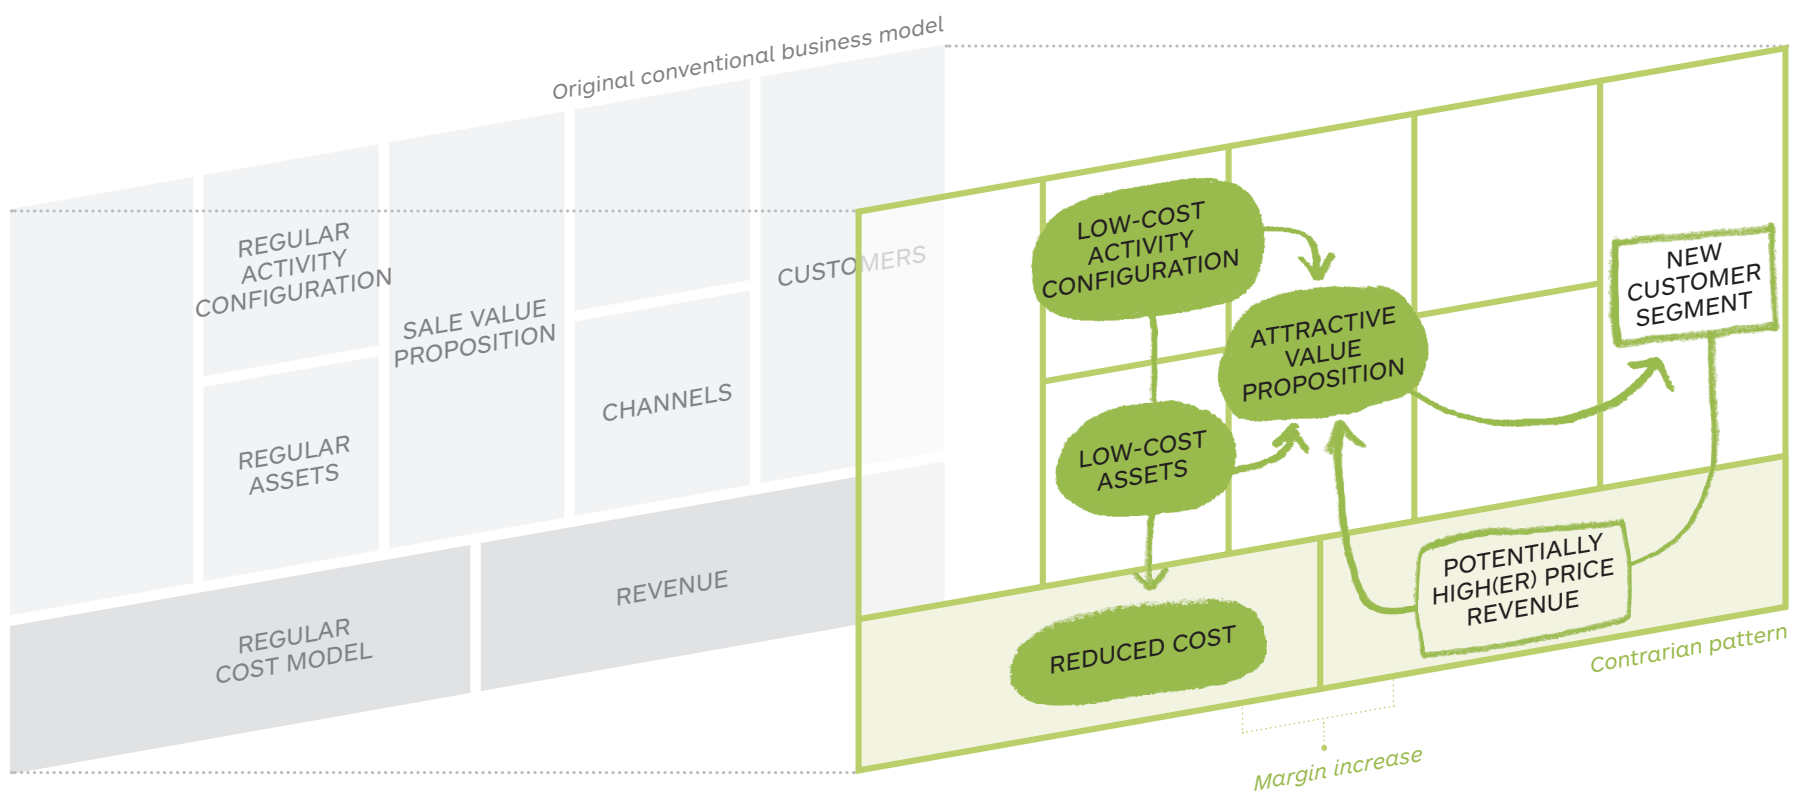 Original conventional business model
REGULAR
ACTIVITY
CONFIGURATION
SALE VALUE
PROPOSITION
CUSTOMERS
REGULAR
ASSETS
CHANNELS
REGULAR
COST MODEL
REVENUE
LOW-COST
ACTIVITY
CONFIGURATION
ATTRACTIVE
VALUE
PROPOSITION
NEW
CUSTOMER
SEGMENT
LOW-COST
ASSETS
REDUCED COST
POTENTIALLY
HIGH(ER) PRICE
REVENUE
Contrarian pattern
Margin increase